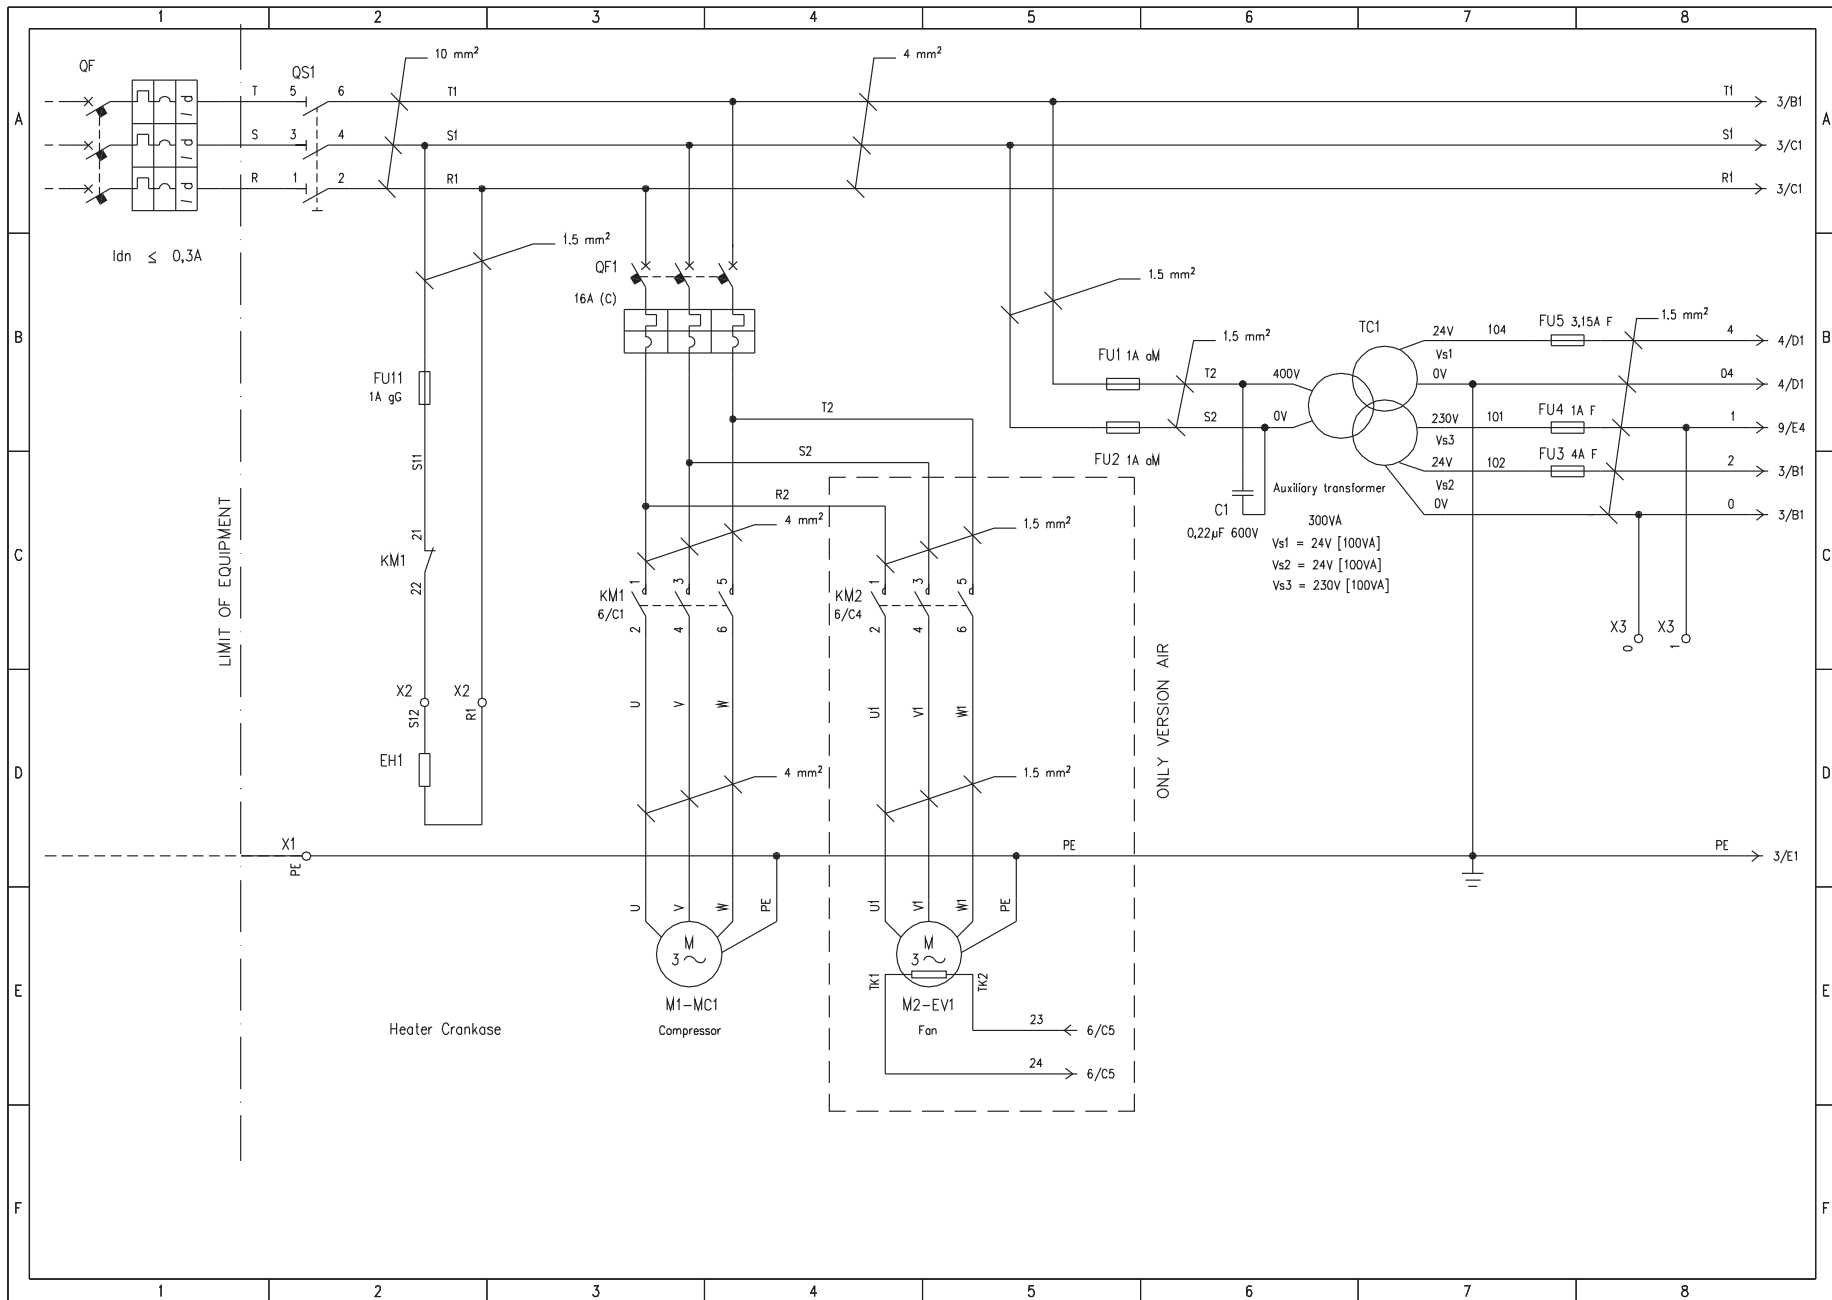 1 2 3 4 5 6 7 8
10 mm²
4 mm²
QF
QS1
T 5 6 T1 T1 3/B1
A A
S 3 4 S1 S1 3/C1
R 1 2 R1 R1 3/C1
Idn ≤ 0,3A
1.5 mm²
QF1
16A (C)
1.5 mm²
1.5 mm²
1.5 mm²
B B
TC1
FU5 3,15A F
24V 104 4 4/D1
Vs1
FU1 1A aM
FU11
1A gG
T2 400V 0V 04 4/D1
T2
S2 0V 230V 101 FU4 1A F 1 9/E4
Vs3
S2
FU2 1A aM
S11
24V 102 FU3 4A F 2 3/B1
Vs2
R2
Auxiliary transformer
0V 0 3/B1
C1
0,22µF 600V
300VA
Vs1 = 24V [100VA]
Vs2 = 24V [100VA]
Vs3 = 230V [100VA]
4 mm²
1.5 mm²
LIMIT OF EQUIPMENT
C C
21
KM1
22
1 3 5
KM1
6/C1
2 4 6
1 3 5
KM2
6/C4
2 4 6
X3 X3
0 1
ONLY VERSION AIR
X2 X2
S12 R1
U V W
U1 V1 W1
EH1
D D
4 mm²
1.5 mm²
X1
PE
PE
PE 3/E1
U V W PE
U1 V1 W1 PE
M
3
M
3
TK1 TK2
E E
M1-MC1
Compressor
M2-EV1
Fan
Heater Crankase
23 6/C5
24 6/C5
F F
1 2 3 4 5 6 7 8